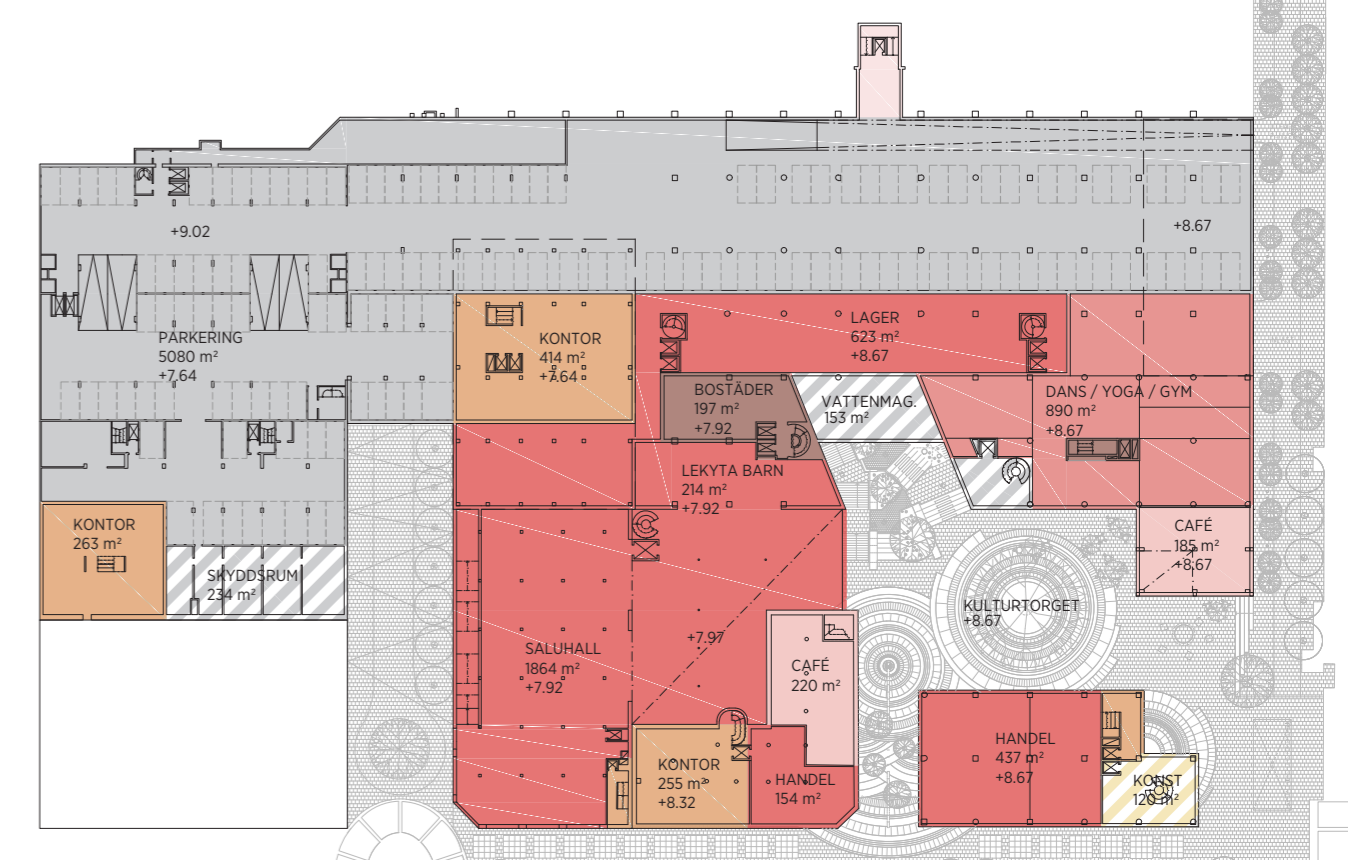 +9.02
+8.67
PARKERING
5080 m²
+7.64
KONTOR
414 m²
+7.64
LAGER
623 m²
+8.67
BOSTÄDER
197 m²
+7.92
VATTENMAG.
153 m²
DANS / YOGA / GYM
890 m²
+8.67
LEKYTA BARN
214 m²
+7.92
KONTOR
263 m²
SKYDDSRUM
234 m²
CAFÉ
185 m²
+8.67
KULTURTORGET
+8.67
SALUHALL
1864 m²
+7.92
+7.97
CAFÉ
220 m²
KONTOR
255 m²
+8.32
HANDEL
154 m²
HANDEL
437 m²
+8.67
KONST
120 m²